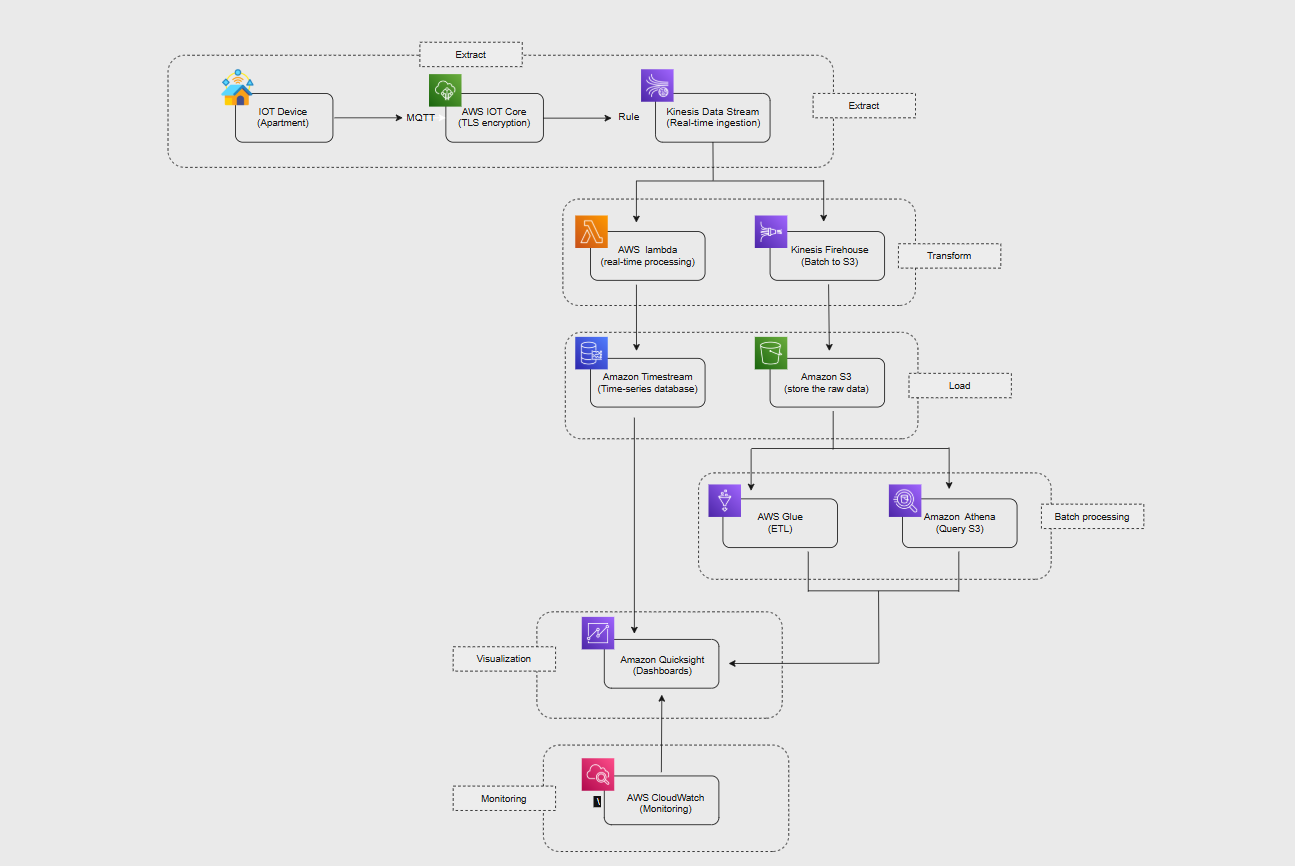 Extract
Extract
IOT Device
(Apartment)
MQTT
AWS IOT Core
(TLS encryption)
Rule
Kinesis Data Stream
(Real-time ingestion)
AWS lambda
(real-time processing)
Kinesis Firehouse
(Batch to S3)
Transform
Amazon Timestream
(Time-series database)
Amazon S3
(store the raw data)
Load
AWS Glue
(ETL)
Amazon Athena
(Query S3)
Batch processing
Visualization
Amazon Quicksight
(Dashboards)
Monitoring
\
AWS CloudWatch
(Monitoring)